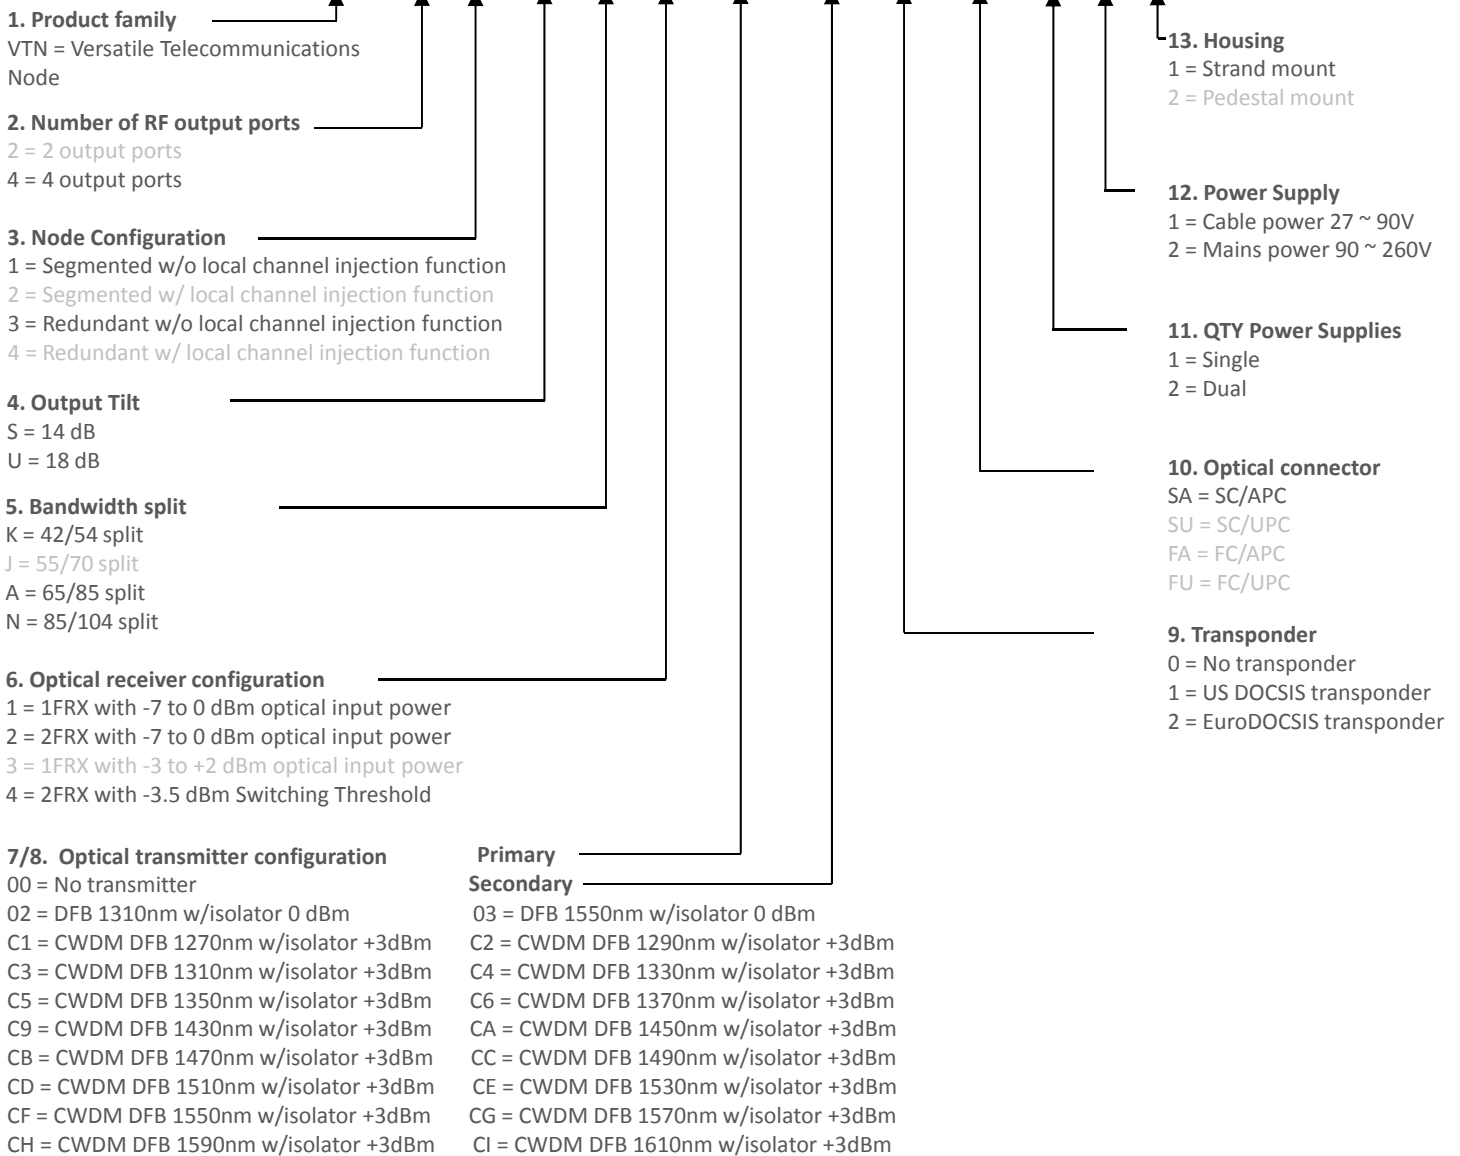 1. Product family
VTN = Versatile Telecommunications
Node
2. Number of RF output ports
2 = 2 output ports
4 = 4 output ports
3. Node Configuration
1 = Segmented w/o local channel injection function
2 = Segmented w/ local channel injection function
3 = Redundant w/o local channel injection function
4 = Redundant w/ local channel injection function
4. Output Tilt
S = 14 dB
U = 18 dB
5. Bandwidth split
K = 42/54 split
J = 55/70 split
A = 65/85 split
N = 85/104 split
6. Optical receiver configuration
1 = 1FRX with -7 to 0 dBm optical input power
2 = 2FRX with -7 to 0 dBm optical input power
3 = 1FRX with -3 to +2 dBm optical input power
4 = 2FRX with -3.5 dBm Switching Threshold
7/8. Optical transmitter configuration
Primary
00 = No transmitter
Secondary
02 = DFB 1310nm w/isolator 0 dBm
03 = DFB 1550nm w/isolator 0 dBm
C1 = CWDM DFB 1270nm w/isolator +3dBm
C2 = CWDM DFB 1290nm w/isolator +3dBm
C3 = CWDM DFB 1310nm w/isolator +3dBm
C4 = CWDM DFB 1330nm w/isolator +3dBm
C5 = CWDM DFB 1350nm w/isolator +3dBm
C6 = CWDM DFB 1370nm w/isolator +3dBm
C9 = CWDM DFB 1430nm w/isolator +3dBm
CA = CWDM DFB 1450nm w/isolator +3dBm
CB = CWDM DFB 1470nm w/isolator +3dBm
CC = CWDM DFB 1490nm w/isolator +3dBm
CD = CWDM DFB 1510nm w/isolator +3dBm
CE = CWDM DFB 1530nm w/isolator +3dBm
CF = CWDM DFB 1550nm w/isolator +3dBm
CG = CWDM DFB 1570nm w/isolator +3dBm
CH = CWDM DFB 1590nm w/isolator +3dBm
CI = CWDM DFB 1610nm w/isolator +3dBm
13. Housing
1 = Strand mount
2 = Pedestal mount
12. Power Supply
1 = Cable power 27 ~ 90V
2 = Mains power 90 ~ 260V
11. QTY Power Supplies
1 = Single
2 = Dual
10. Optical connector
SA = SC/APC
SU = SC/UPC
FA = FC/APC
FU = FC/UPC
9. Transponder
0 = No transponder
1 = US DOCSIS transponder
2 = EuroDOCSIS transponder